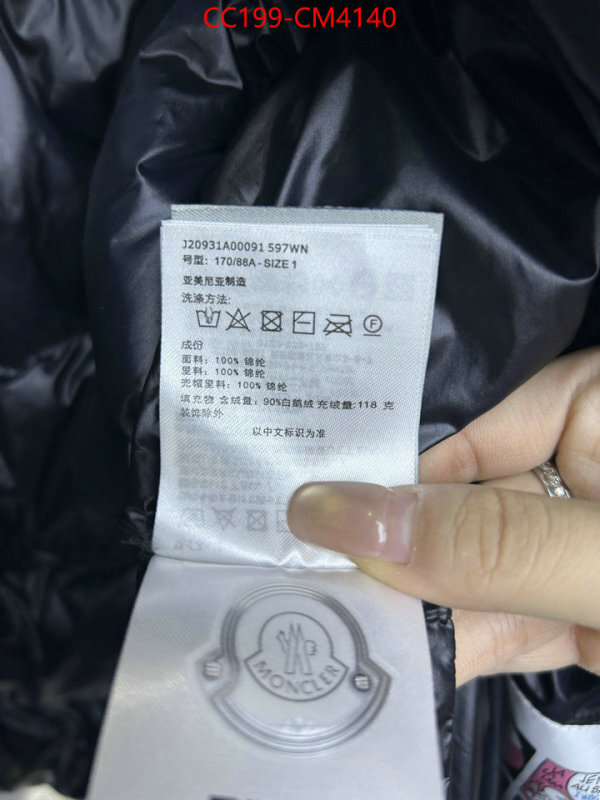 CC199-CM4140
J20931A00091 597WN
号型: 170/88A-SIZE 1
亚美尼亚制造
洗涤方法:
F
成份
面料: 100% 锦纶
里料: 100% 锦纶
兜帽里料: 100% 锦纶
填充物 含绒量: 90%白鹅绒 充绒量:118 克
装饰除外
以中文标识为准
MONCLER